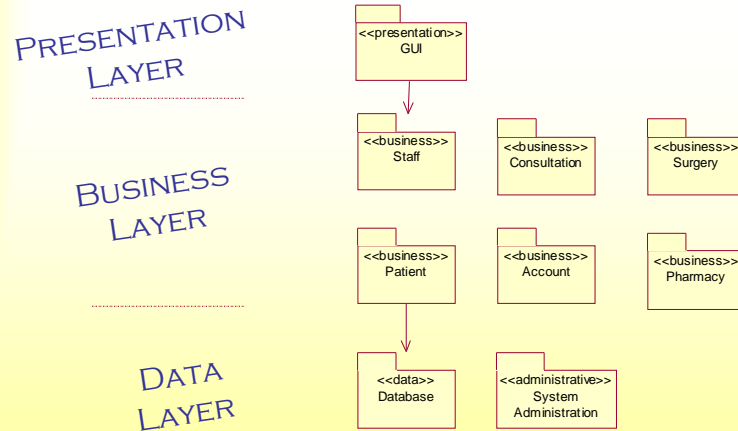 PRESENTATION
LAYER
<<presentation>>
GUI
BUSINESS
LAYER
<<business>>
Staff
<<business>>
Consultation
<<business>>
Surgery
<<business>>
Patient
<<business>>
Account
<<business>>
Pharmacy
DATA
LAYER
<<data>>
Database
<<administrative>>
System
Administration